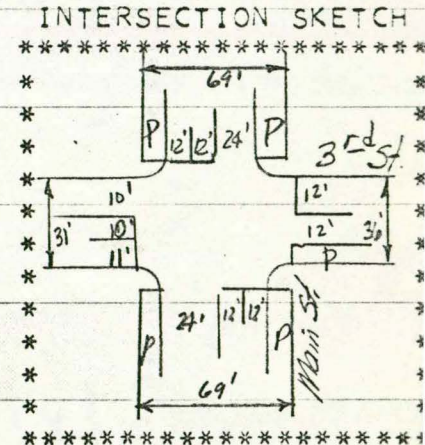 INTERSECTION SKETCH
69'
P 12' 12' 24' P
3rd St.
10' 12'
31' 10' 12' 36'
11' P
24' 12' 12'
P P
Main St
69'